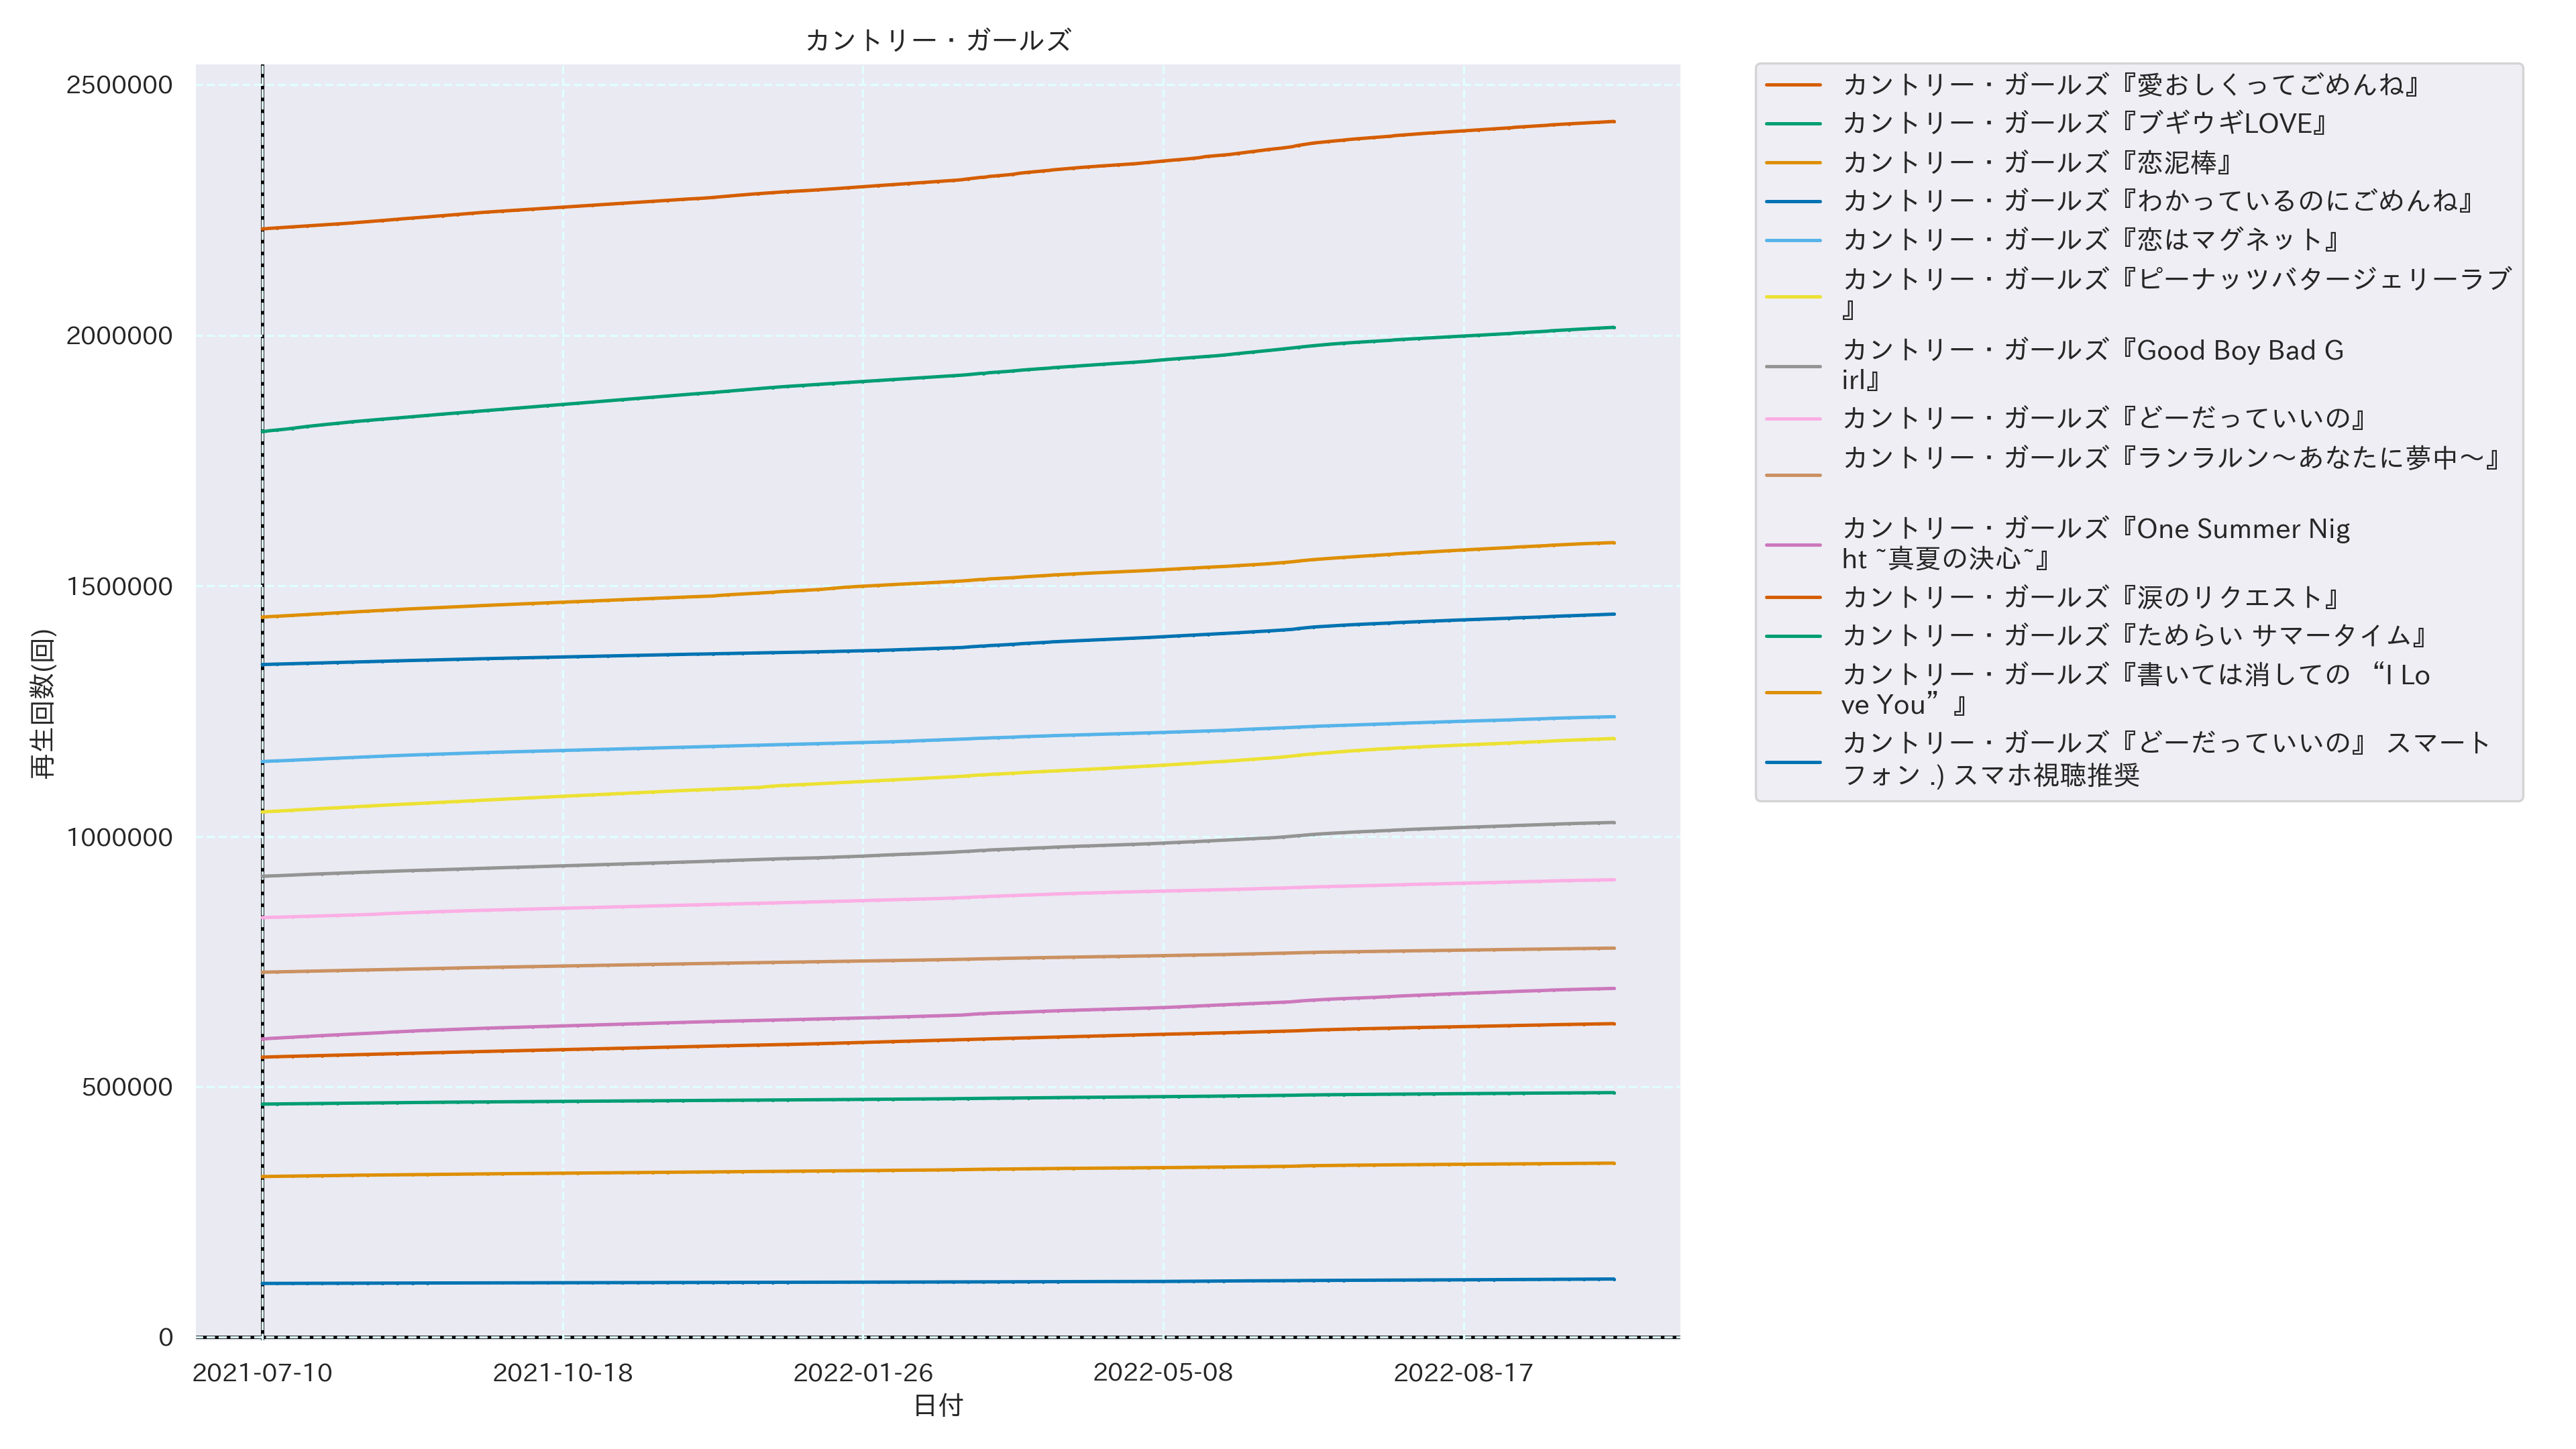 カントリー・ガールズ
2500000
2000000
1500000
1000000
500000
0
再生回数(回)
2021-07-10
2021-10-18
2022-01-26
2022-05-08
2022-08-17
日付
カントリー・ガールズ『愛おしくってごめんね』
カントリー・ガールズ『ブギウギLOVE』
カントリー・ガールズ『恋泥棒』
カントリー・ガールズ『わかっているのにごめんね』
カントリー・ガールズ『恋はマグネット』
カントリー・ガールズ『ピーナッツバタージェリーラブ
』
カントリー・ガールズ『Good Boy Bad G
irl』
カントリー・ガールズ『どーだっていいの』
カントリー・ガールズ『ランラルン～あなたに夢中～』
カントリー・ガールズ『One Summer Nig
ht ~真夏の決心~』
カントリー・ガールズ『涙のリクエスト』
カントリー・ガールズ『ためらい サマータイム』
カントリー・ガールズ『書いては消しての “I Lo
ve You” 』
カントリー・ガールズ『どーだっていいの』 スマート
フォン .) スマホ視聴推奨